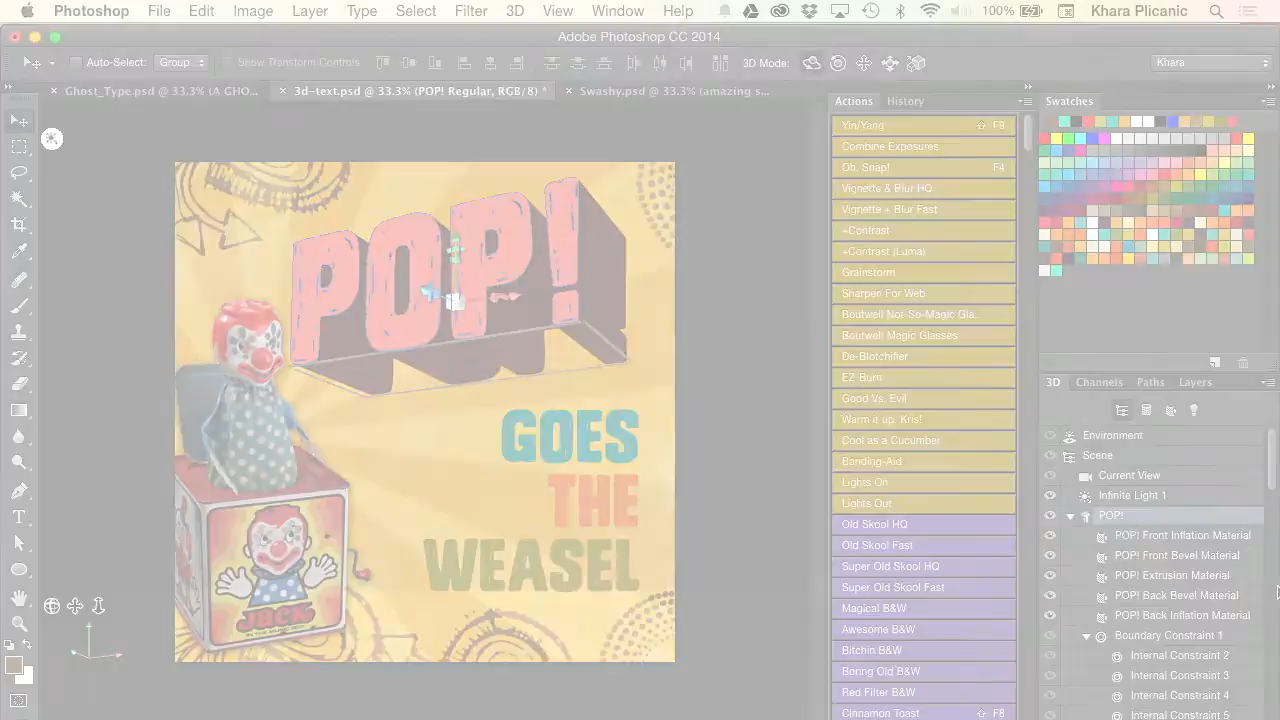 Photoshop File Edit Image Layer Type Select Filter 3D View Window Help 100% Khara Plicanic
Adobe Photoshop CC 2014
Auto-Select: Group Show Transform Controls 3D Mode: Khara
Ghost_Type.psd @ 33.3% (A GHO... 3d-text.psd @ 33.3% (POP! Regular, RGB/8) * Swashy.psd @ 33.3% (amazing s...
Actions History
Swatches
Yin/Yang F9
Combine Exposures
Oh, Snap! F4
Vignette & Blur HQ
Vignette + Blur Fast
+Contrast
+Contrast (Luma)
Grainstorm
Sharpen For Web
Boutwell Not-So-Magic Gla...
Boutwell Magic Glasses
De-Blotchifier
EZ-Burn
Good Vs. Evil
Warm it up, Kris!
Cool as a Cucumber
Banding-Aid
Lights On
Lights Out
Old Skool HQ
Old Skool Fast
Super Old Skool HQ
Super Old Skool Fast
Magical B&W
Awesome B&W
Bitchin B&W
Boring Old B&W
Red Filter B&W
Cinnamon Toast F8
3D Channels Paths Layers
Environment
Scene
Current View
Infinite Light 1
POP!
POP! Front Inflation Material
POP! Front Bevel Material
POP! Extrusion Material
POP! Back Bevel Material
POP! Back Inflation Material
Boundary Constraint 1
Internal Constraint 2
Internal Constraint 3
Internal Constraint 4
Internal Constraint 5
POP!
GOES
THE
WEASEL
Jack